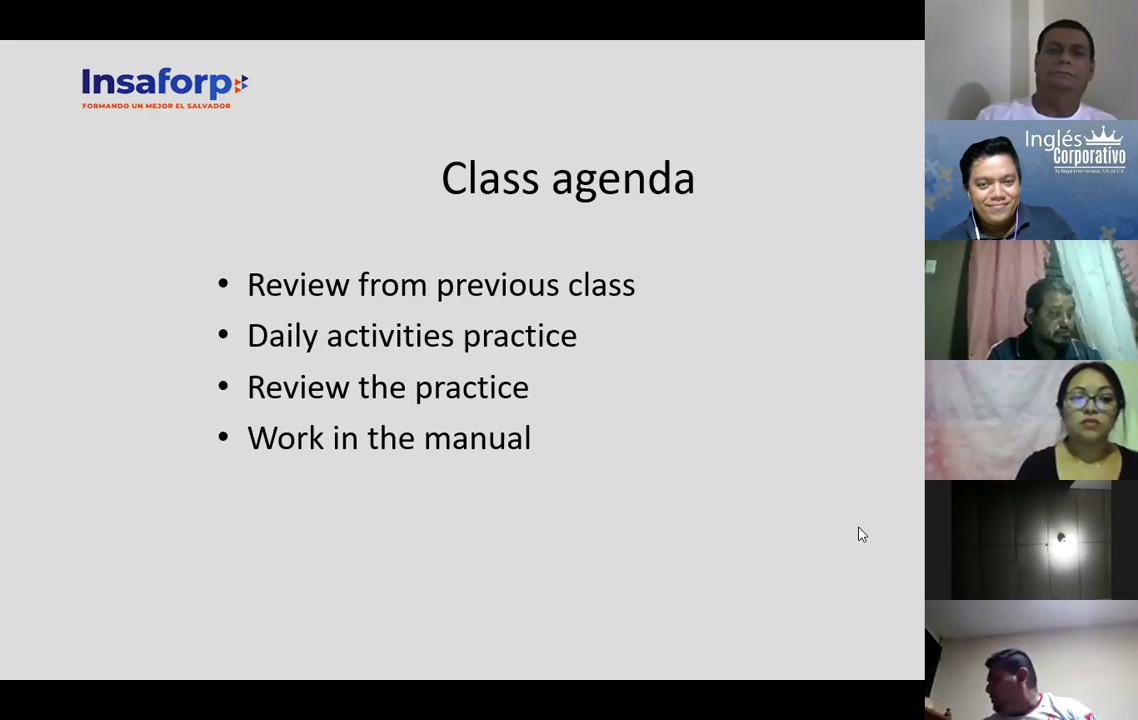 Insaforp
FORMANDO UN MEJOR EL SALVADOR
Class agenda
• Review from previous class
• Daily activities practice
• Review the practice
• Work in the manual
Inglés
Corporativo